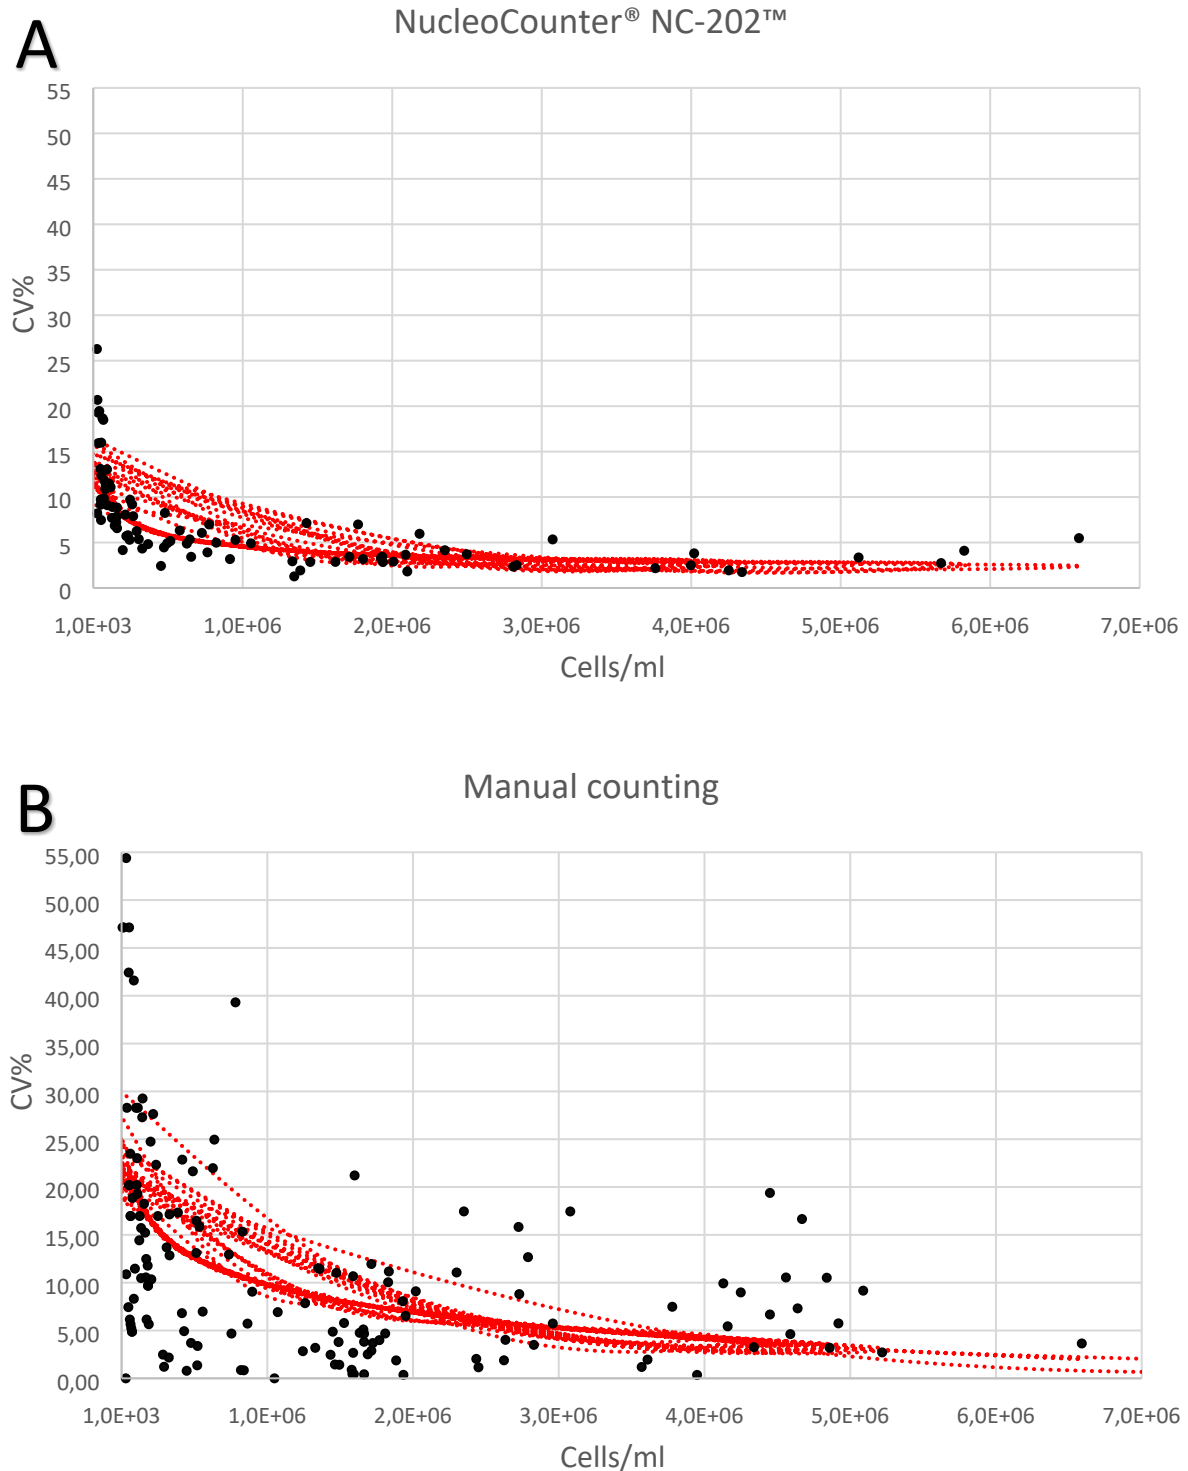 NucleoCounter® NC-202™
A
55
50
45
40
35
30
25
20
15
10
5
0
CV%
1,0E+03 1,0E+06 2,0E+06 3,0E+06 4,0E+06 5,0E+06 6,0E+06 7,0E+06
Cells/ml
Manual counting
B
55,00
50,00
45,00
40,00
35,00
30,00
25,00
20,00
15,00
10,00
5,00
0,00
CV%
1,0E+03 1,0E+06 2,0E+06 3,0E+06 4,0E+06 5,0E+06 6,0E+06 7,0E+06
Cells/ml